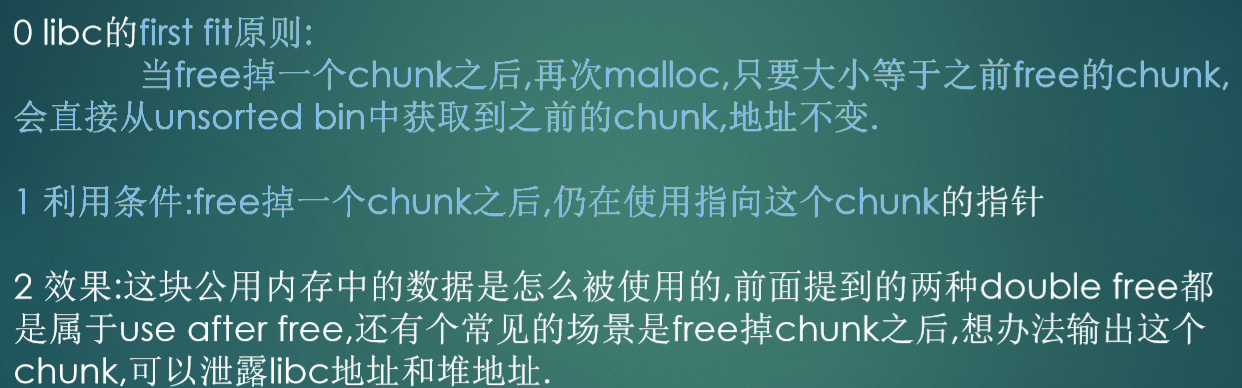 0 libc的first fit原则:
当free掉一个chunk之后,再次malloc,只要大小等于之前free的chunk,
会直接从unsorted bin中获取到之前的chunk,地址不变.
1 利用条件:free掉一个chunk之后,仍在使用指向这个chunk的指针
2 效果:这块公用内存中的数据是怎么被使用的,前面提到的两种double free都
是属于use after free,还有个常见的场景是free掉chunk之后,想办法输出这个
chunk,可以泄露libc地址和堆地址.